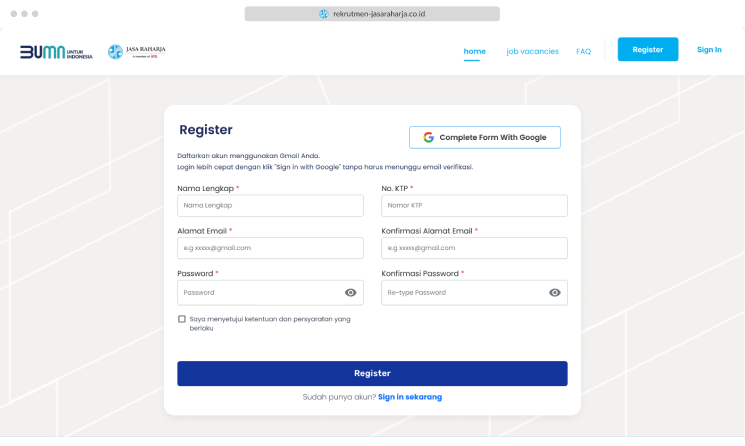 rekrutmen-jasaraharja.co.id
BUMN UNTUK INDONESIA
JASA RAHARJA
A member of IFG
home job vacancies FAQ Register Sign In
Register
Complete Form With Google
Daftarkan akun menggunakan Gmail Anda.
Login lebih cepat dengan klik "Sign in with Google" tanpa harus menunggu email verifikasi.
Nama Lengkap * No. KTP *
Nama Lengkap Nomor KTP
Alamat Email * Konfirmasi Alamat Email *
e.g xxxxx@gmail.com e.g xxxxx@gmail.com
Password * Konfirmasi Password *
Password Re-type Password
Saya menyetujui ketentuan dan persyaratan yang
berlaku
Register
Sudah punya akun? Sign in sekarang